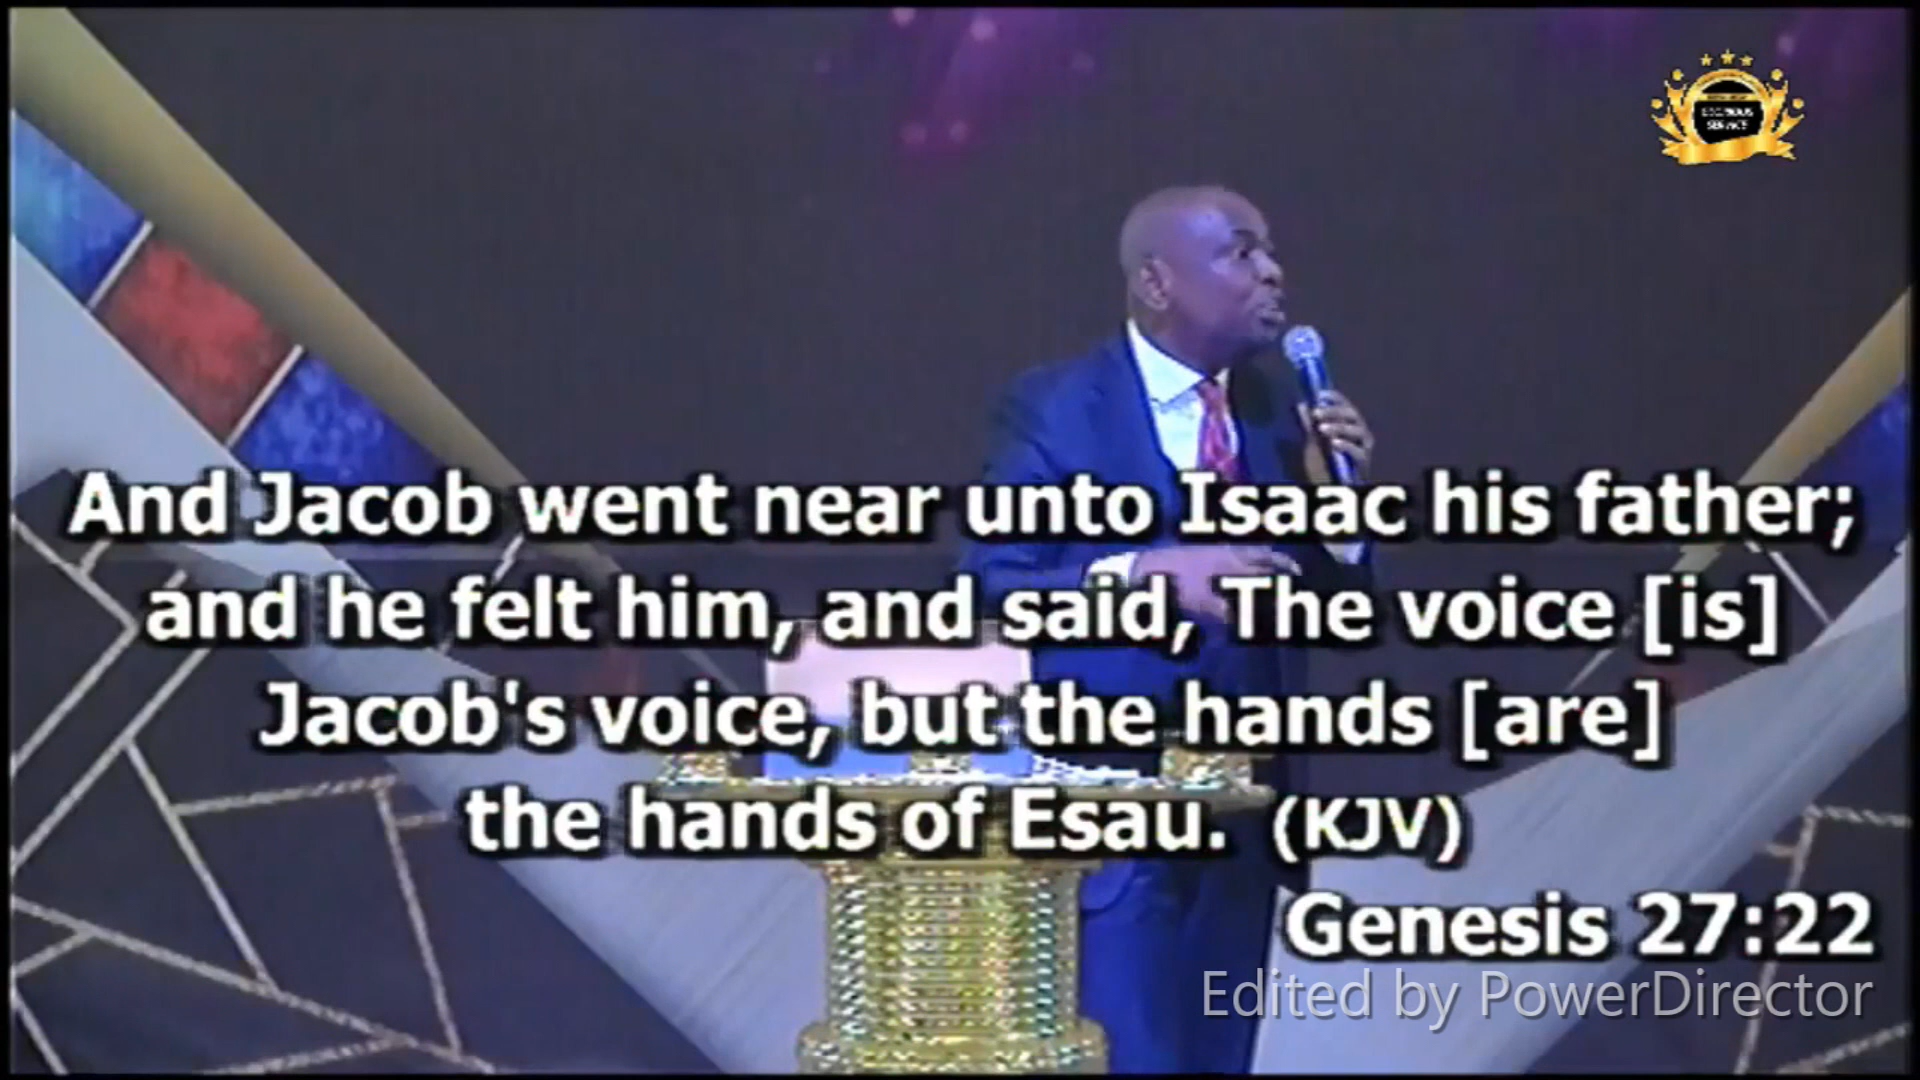 SERVICE
And Jacob went near unto Isaac his father;
and he felt him, and said, The voice [is]
Jacob's voice, but the hands [are]
the hands of Esau. (KJV)
Genesis 27:22
Edited by PowerDirector